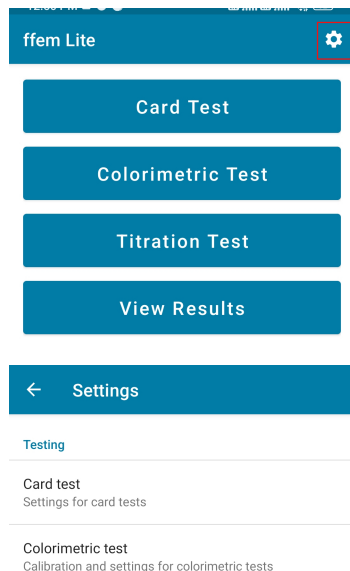 ffem Lite
Card Test
Colorimetric Test
Titration Test
View Results
Settings
Testing
Card test
Settings for card tests
Colorimetric test
Calibration and settings for colorimetric tests